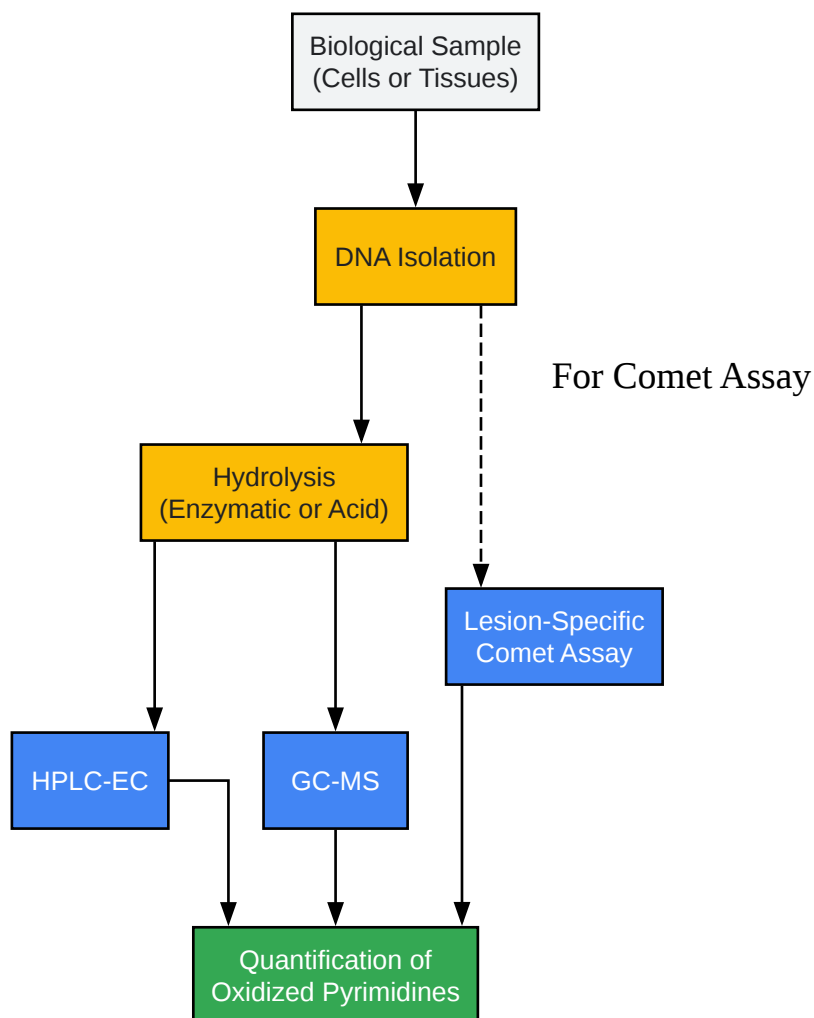 Biological Sample
(Cells or Tissues)
DNA Isolation
For Comet Assay
Hydrolysis
(Enzymatic or Acid)
Lesion-Specific
Comet Assay
HPLC-EC
GC-MS
Quantification of
Oxidized Pyrimidines